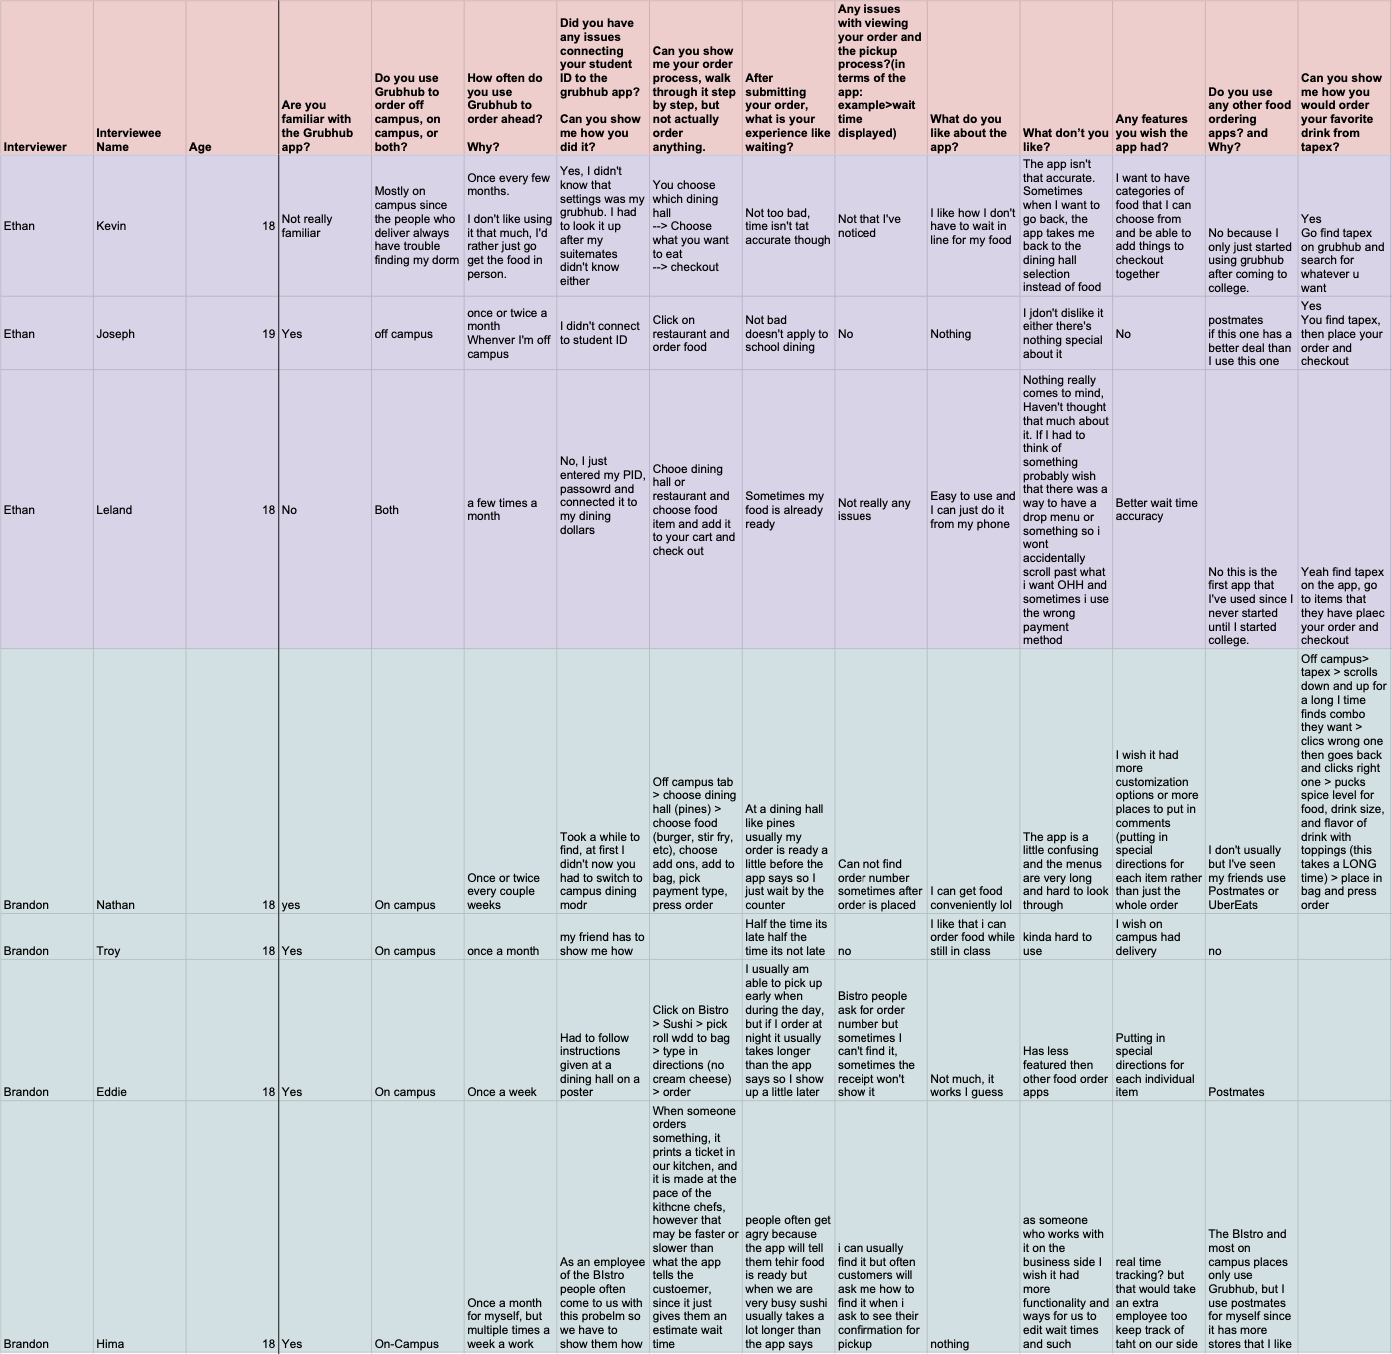 Interviewer
Interviewee
Name
Age
Are you
familiar with
the Grubhub
app?
Do you use
Grubhub to
order off
campus, on
campus, or
both?
How often do
you use
Grubhub to
order ahead?
Why?
Did you have
any issues
connecting
your student
ID to the
grubhub app?
Can you show
me how you
did it?
Can you show
me your order
process, walk
through it step
by step, but
not actually
order
anything.
After
submitting
your order,
what is your
experience like
waiting?
Any issues
with viewing
your order and
the pickup
process?(in
terms of the
app:
example>wait
time
displayed)
What do you
like about the
app?
What don't you
like?
Any features
you wish the
app had?
Do you use
any other food
ordering
apps? and
Why?
Can you show
me how you
would order
your favorite
drink from
tapex?
Ethan
Kevin
18
Not really
familiar
Mostly on
campus since
the people who
deliver always
have trouble
finding my dorm
Once every few
months.
I don't like using
it that much, I'd
rather just go
get the food in
person.
Yes, I didn't
know that
settings was my
grubhub. I had
to look it up
after my
suitemates
didn't know
either
You choose
which dining
hall
--> Choose
what you want
to eat
--> checkout
Not too bad,
time isn't tat
accurate though
Not that I've
noticed
I like how I don't
have to wait in
line for my food
The app isn't
that accurate.
Sometimes
when I want to
go back, the
app takes me
back to the
dining hall
selection
instead of food
I want to have
categories of
food that I can
choose from
and be able to
add things to
checkout
together
No because I
only just started
using grubhub
after coming to
college.
Yes
Go find tapex
on grubhub and
search for
whatever u
want
Ethan
Joseph
19
Yes
off campus
once or twice a
month
Whenver I'm off
campus
I didn't connect
to student ID
Click on
restaurant and
order food
Not bad
doesn't apply to
school dining
No
Nothing
I jdon't dislike it
either there's
nothing special
about it
No
postmates
if this one has a
better deal than
I use this one
Yes
You find tapex,
then place your
order and
checkout
Ethan
Leland
18
No
Both
a few times a
month
No, I just
entered my PID,
passowrd and
connected it to
my dining
dollars
Chooe dining
hall or
restaurant and
choose food
item and add it
to your cart and
check out
Sometimes my
food is already
ready
Not really any
issues
Easy to use and
I can just do it
from my phone
Nothing really
comes to mind,
Haven't thought
that much about
it. If I had to
think of
something
probably wish
that there was a
way to have a
drop menu or
something so i
wont
accidentally
scroll past what
i want OHH and
sometimes i use
the wrong
payment
method
Better wait time
accuracy
No this is the
first app that
I've used since I
never started
until I started
college.
Yeah find tapex
on the app, go
to items that
they have plaec
your order and
checkout
Brandon
Nathan
18
yes
On campus
Once or twice
every couple
weeks
Took a while to
find, at first I
didn't now you
had to switch to
campus dining
modr
Off campus tab
> choose dining
hall (pines) >
choose food
(burger, stir fry,
etc), choose
add ons, add to
bag, pick
payment type,
press order
At a dining hall
like pines
usually my
order is ready a
little before the
app says so I
just wait by the
counter
Can not find
order number
sometimes after
order is placed
I can get food
conveniently lol
The app is a
little confusing
and the menus
are very long
and hard to look
through
I wish it had
more
customization
options or more
places to put in
comments
(putting in
special
directions for
each item rather
than just the
whole order
I don't usually
but I've seen
my friends use
Postmates or
UberEats
Off campus>
tapex > scrolls
down and up for
a long I time
finds combo
they want >
clics wrong one
then goes back
and clicks right
one > pucks
spice level for
food, drink size,
and flavor of
drink with
toppings (this
takes a LONG
time) > place in
bag and press
order
Brandon
Troy
18
Yes
On campus
once a month
my friend has to
show me how
Half the time its
late half the
time its not late
no
I like that i can
order food while
still in class
kinda hard to
use
I wish on
campus had
delivery
no
Brandon
Eddie
18
Yes
On campus
Once a week
Had to follow
instructions
given at a
dining hall on a
poster
Click on Bistro
> Sushi > pick
roll wdd to bag
> type in
directions (no
cream cheese)
> order
I usually am
able to pick up
early when
during the day,
but if I order at
night it usually
takes longer
than the app
says so I show
up a little later
Bistro people
ask for order
number but
sometimes I
can't find it,
sometimes the
receipt won't
show it
Not much, it
works I guess
Has less
featured then
other food order
apps
Putting in
special
directions for
each individual
item
Postmates
Brandon
Hima
18
Yes
On-Campus
Once a month
for myself, but
multiple times a
week a work
As an employee
of the BIstro
people often
come to us with
this probelm so
we have to
show them how
When someone
orders
something, it
prints a ticket in
our kitchen, and
it is made at the
pace of the
kithcne chefs,
however that
may be faster or
slower than
what the app
tells the
custoemer,
since it just
gives them an
estimate wait
time
people often get
agry because
the app will tell
them tehir food
is ready but
when we are
very busy sushi
usually takes a
lot longer than
the app says
i can usually
find it but often
customers will
ask me how to
find it when i
ask to see their
confirmation for
pickup
nothing
as someone
who works with
it on the
business side I
wish it had
more
functionality and
ways for us to
edit wait times
and such
real time
tracking? but
that would take
an extra
employee too
keep track of
taht on our side
The BIstro and
most on
campus places
only use
Grubhub, but I
use postmates
for myself since
it has more
stores that I like